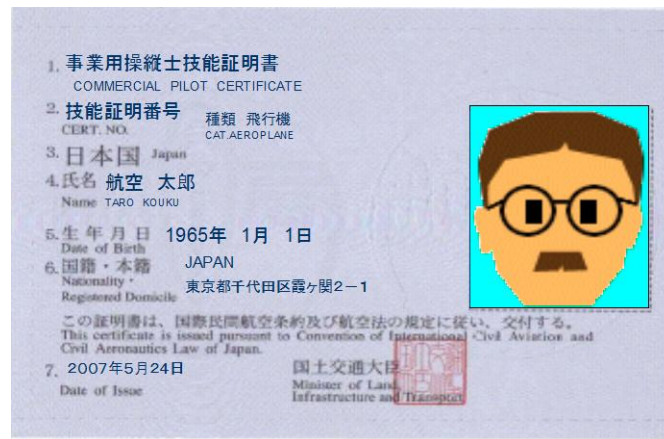 1. 事業用操縦士技能証明書
COMMERCIAL PILOT CERTIFICATE
2. 技能証明番号 種類 飛行機
CERT. NO. CAT.AEROPLANE
3. 日本国 Japan
4. 氏名 航空 太郎
Name TARO KOUKU
5. 生年月日 1965年 1月 1日
Date of Birth
6. 国籍・本籍 JAPAN
Nationality・
Registered Domicile 東京都千代田区霞ヶ関2－1
この証明書は、国際民間航空条約及び航空法の規定に従い、交付する。
This certificate is issued pursuant to Convention of International Civil Aviation and
Civil Aeronautics Law of Japan.
7. 2007年5月24日 国土交通大臣
Date of Issue Minister of Land
Infrastructure and Transport